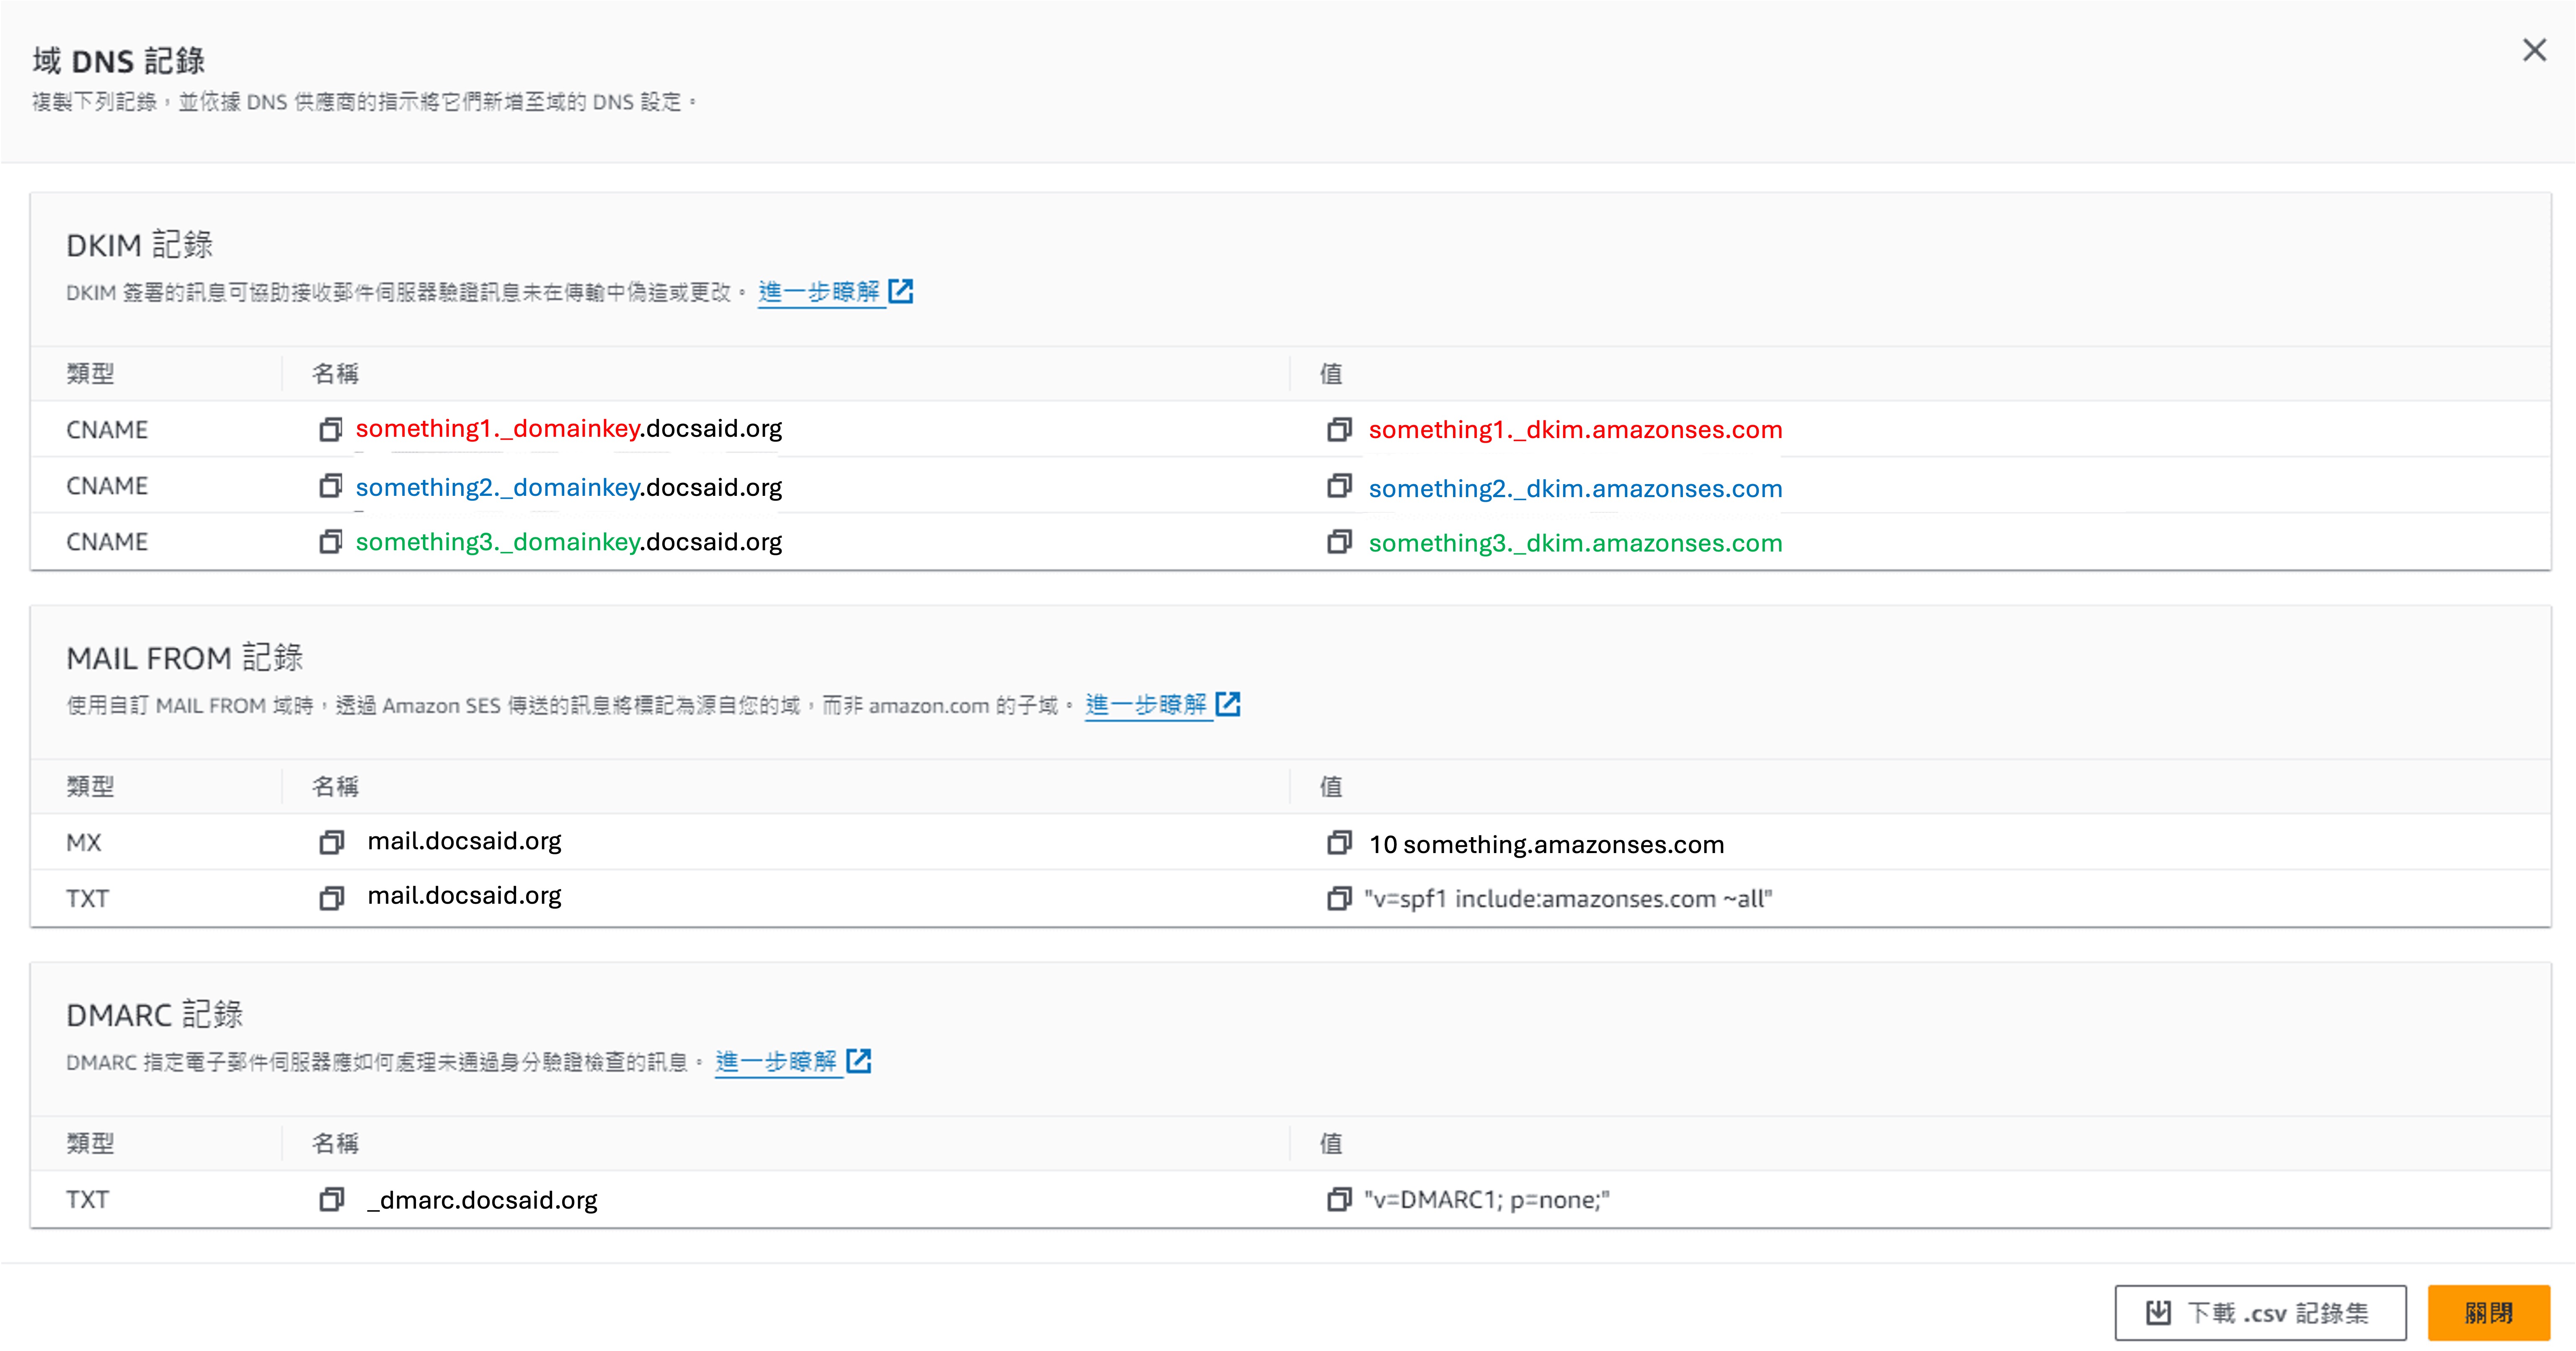 域 DNS 記錄
複製下列記錄，並依據 DNS 供應商的指示將它們新增至域的 DNS 設定。
DKIM 記錄
DKIM 簽署的訊息可協助接收郵件伺服器驗證訊息未在傳輸中偽造或更改。 進一步瞭解
類型 名稱 值
CNAME something1._domainkey.docsaid.org something1._dkim.amazonses.com
CNAME something2._domainkey.docsaid.org something2._dkim.amazonses.com
CNAME something3._domainkey.docsaid.org something3._dkim.amazonses.com
MAIL FROM 記錄
使用自訂 MAIL FROM 域時，透過 Amazon SES 傳送的訊息將標記為源自您的域，而非 amazon.com 的子域。 進一步瞭解
類型 名稱 值
MX mail.docsaid.org 10 something.amazonses.com
TXT mail.docsaid.org "v=spf1 include:amazonses.com ~all"
DMARC 記錄
DMARC 指定電子郵件伺服器應如何處理未通過身分驗證檢查的訊息。 進一步瞭解
類型 名稱 值
TXT _dmarc.docsaid.org "v=DMARC1; p=none;"
下載 .csv 記錄集 關閉